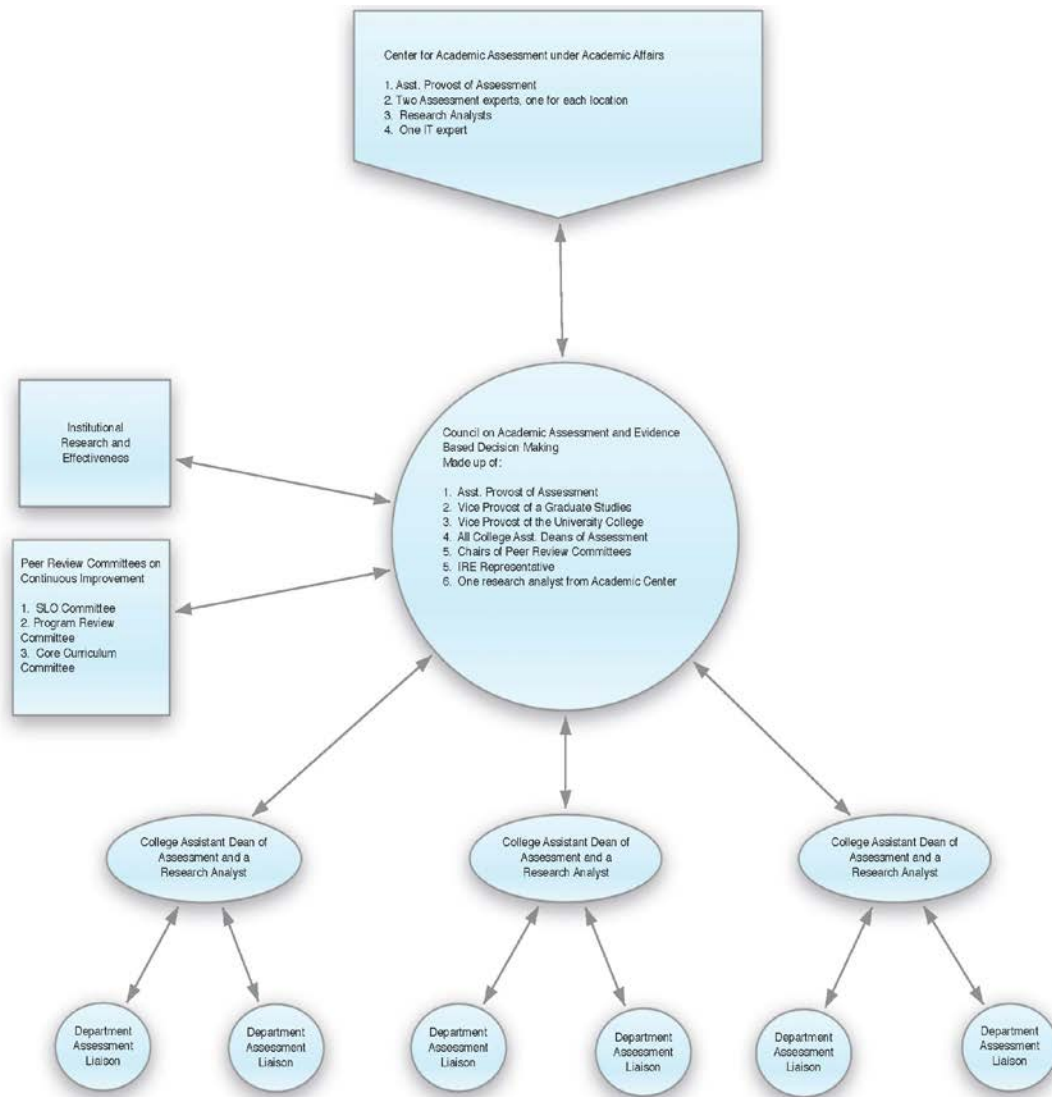 Center for Academic Assessment under Academic Affairs
1. Asst. Provost of Assessment
2. Two Assessment experts, one for each location
3. Research Analysts
4. One IT expert
Institutional
Research and
Effectiveness
Peer Review Committees on
Continuous Improvement
1. SLO Committee
2. Program Review
Committee
3. Core Curriculum
Committee
Council on Academic Assessment and Evidence
Based Decision Making
Made up of:
1. Asst. Provost of Assessment
2. Vice Provost of a Graduate Studies
3. Vice Provost of the University College
4. All College Asst. Deans of Assessment
5. Chairs of Peer Review Committees
5. IRE Representative
6. One research analyst from Academic Center
College Assistant Dean of
Assessment and a
Research Analyst
College Assistant Dean of
Assessment and a
Research Analyst
College Assistant Dean of
Assessment and a
Research Analyst
Department
Assessment
Liaison
Department
Assessment
Liaison
Department
Assessment
Liaison
Department
Assessment
Liaison
Department
Assessment
Liaison
Department
Assessment
Liaison